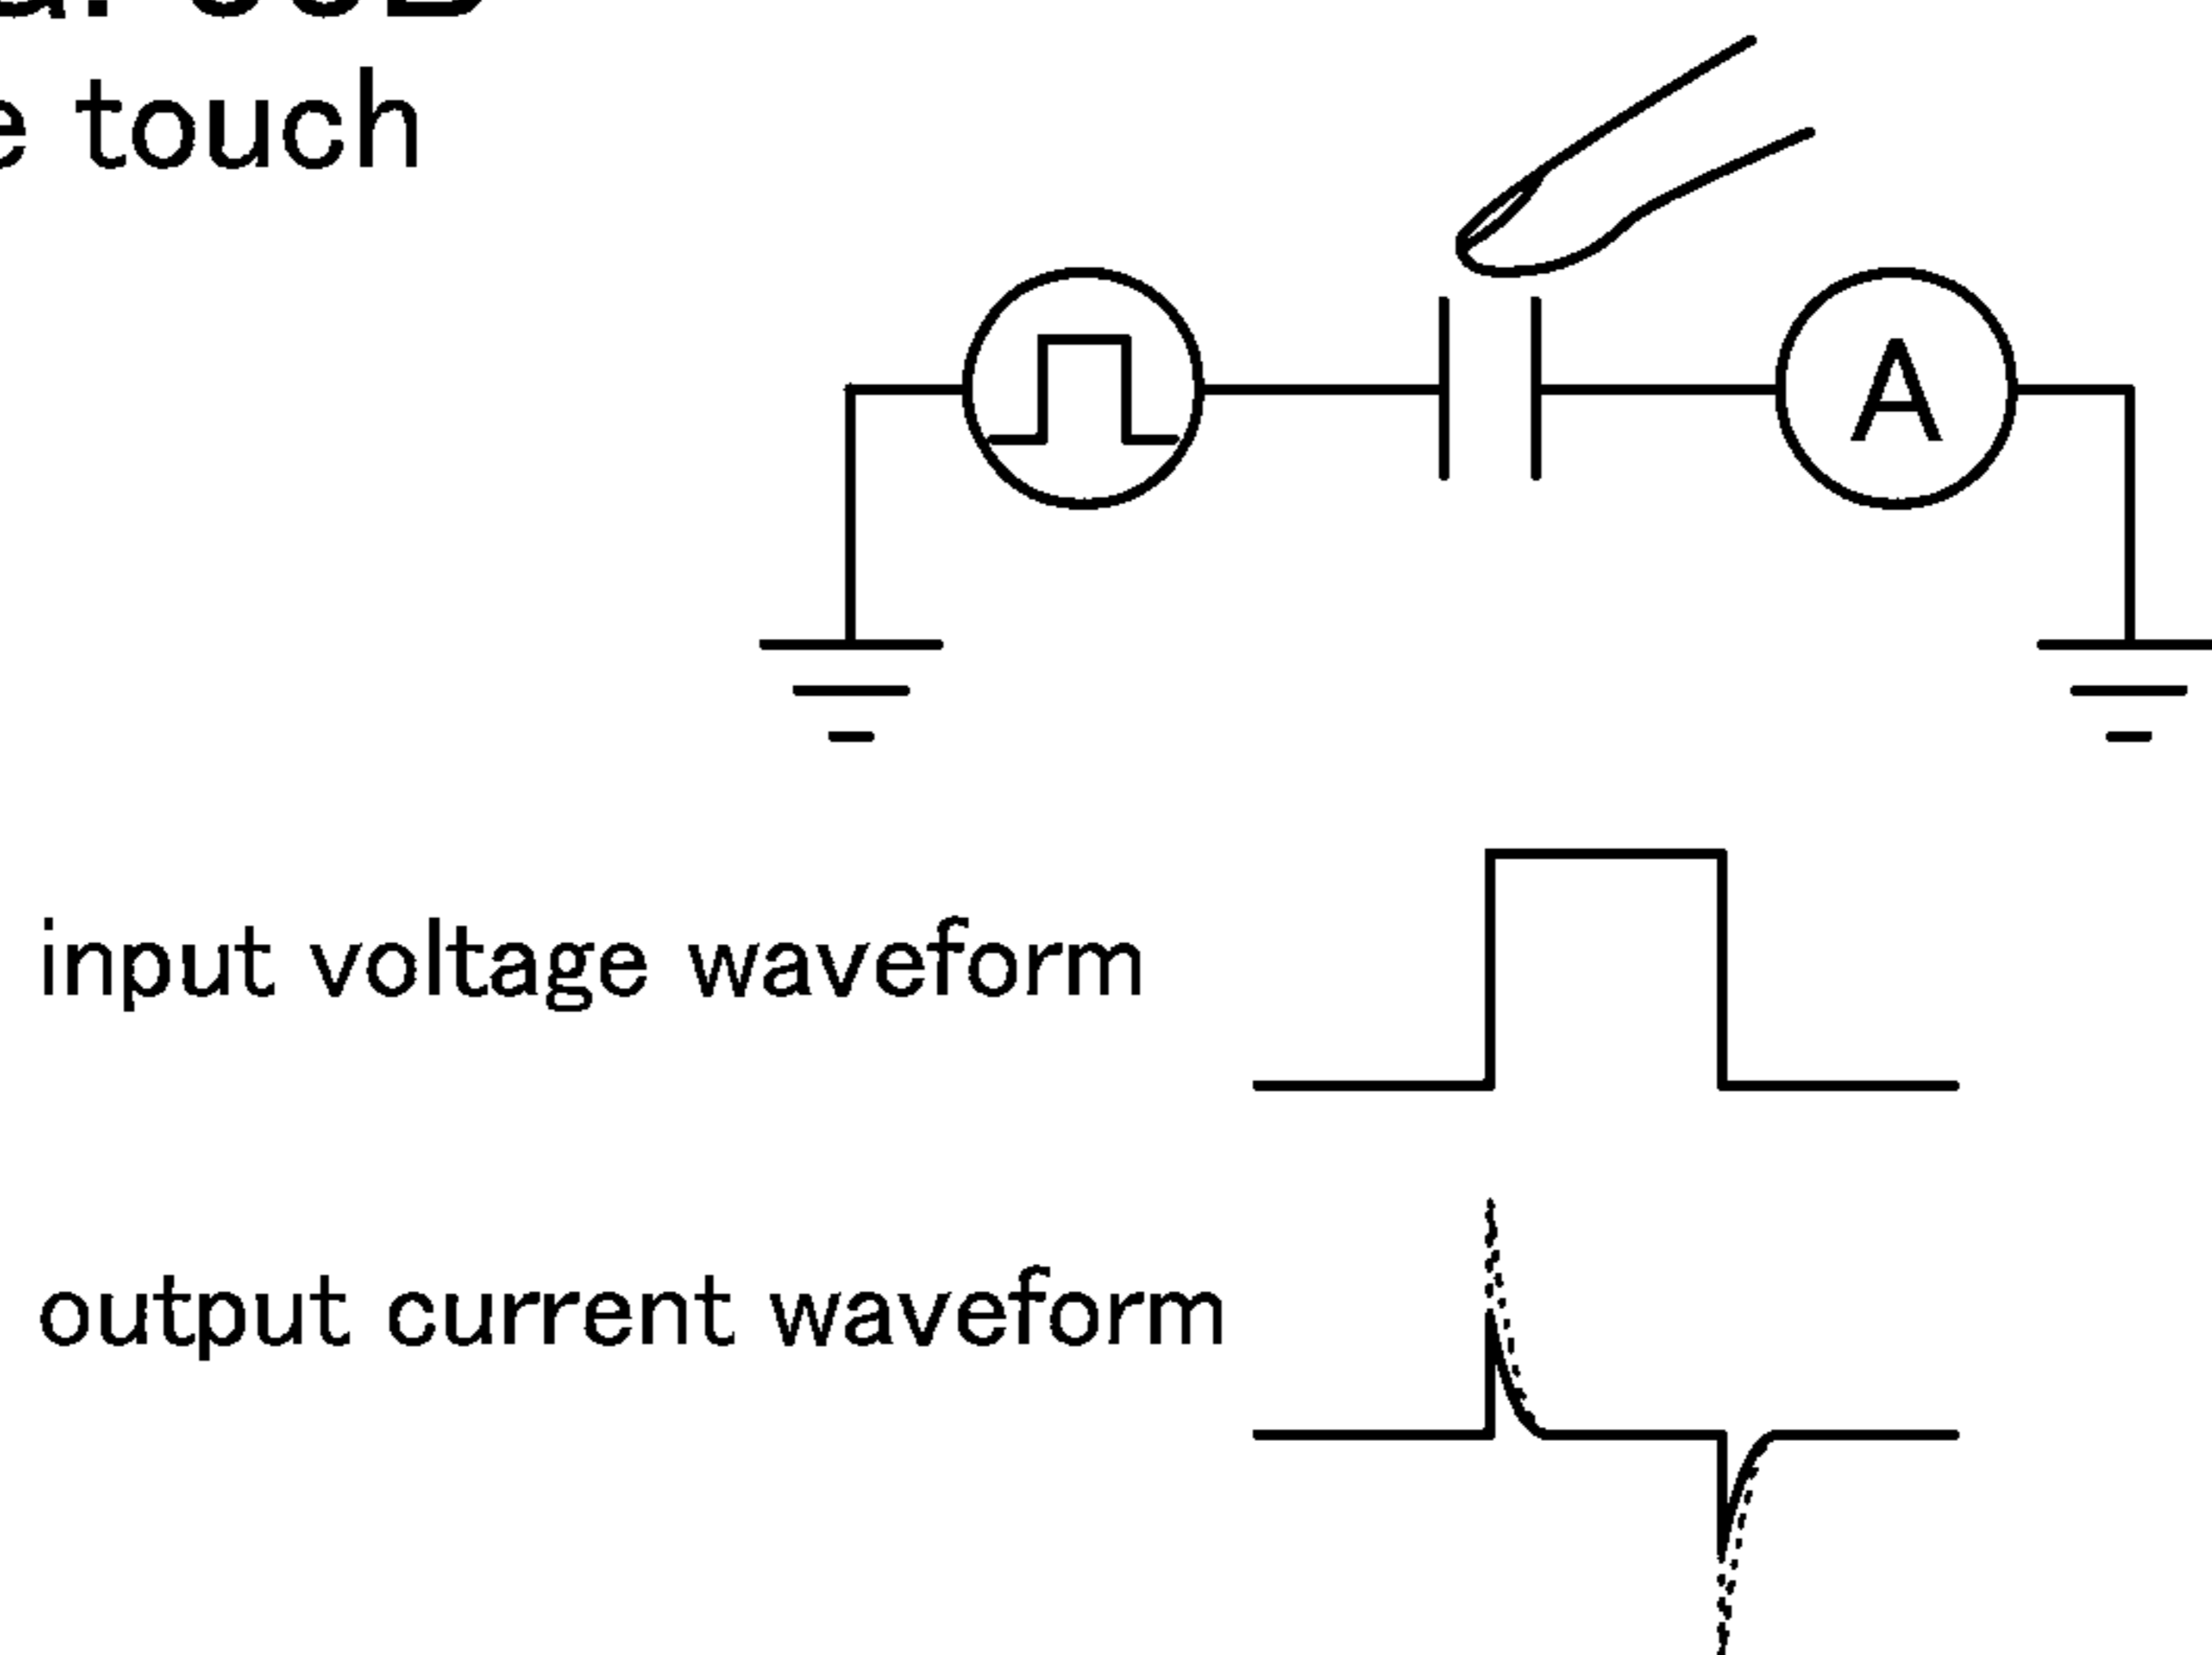 touch
A
input voltage waveform
output current waveform